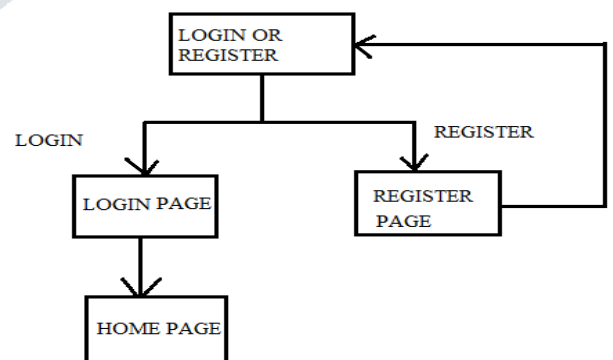 LOGIN OR
REGISTER
LOGIN
REGISTER
LOGIN PAGE
REGISTER
PAGE
HOME PAGE